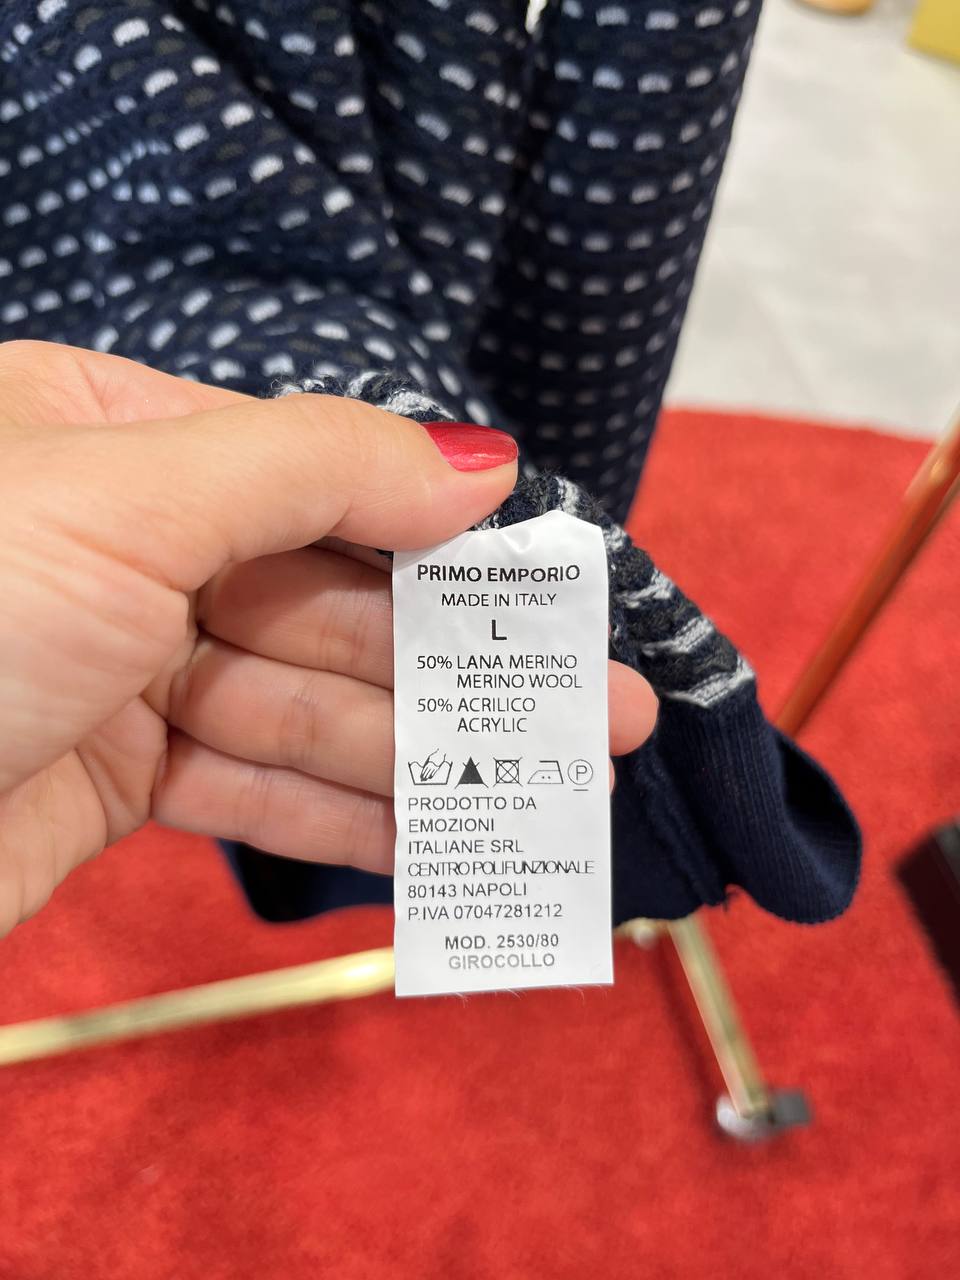 PRIMO EMPORIO
MADE IN ITALY
L
50% LANA MERINO
MERINO WOOL
50% ACRILICO
ACRYLIC
P
PRODOTTO DA
EMOZIONI
ITALIANE SRL
CENTRO POLIFUNZIONALE
80143 NAPOLI
P.IVA 07047281212
MOD. 2530/80
GIROCOLLO